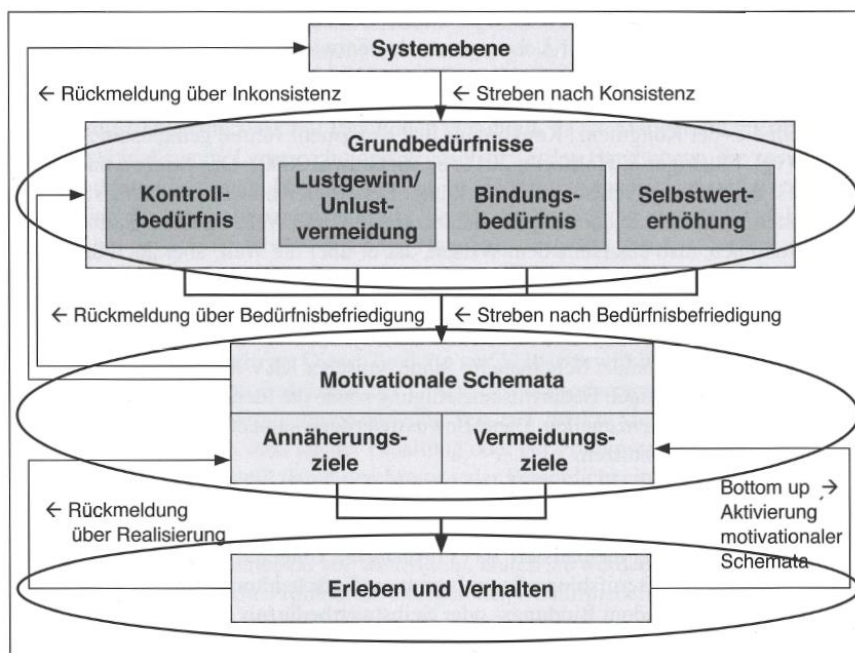 Systemebene
← Rückmeldung über Inkonsistenz
← Streben nach Konsistenz
Grundbedürfnisse
Kontroll-
bedürfnis
Lustgewinn/
Unlust-
vermeidung
Bindungs-
bedürfnis
Selbstwert-
erhöhung
← Rückmeldung über Bedürfnisbefriedigung
← Streben nach Bedürfnisbefriedigung
Motivationale Schemata
Annäherungs-
ziele
Vermeidungs-
ziele
← Rückmeldung
über Realisierung
Bottom up →
Aktivierung
motivationaler
Schemata
Erleben und Verhalten